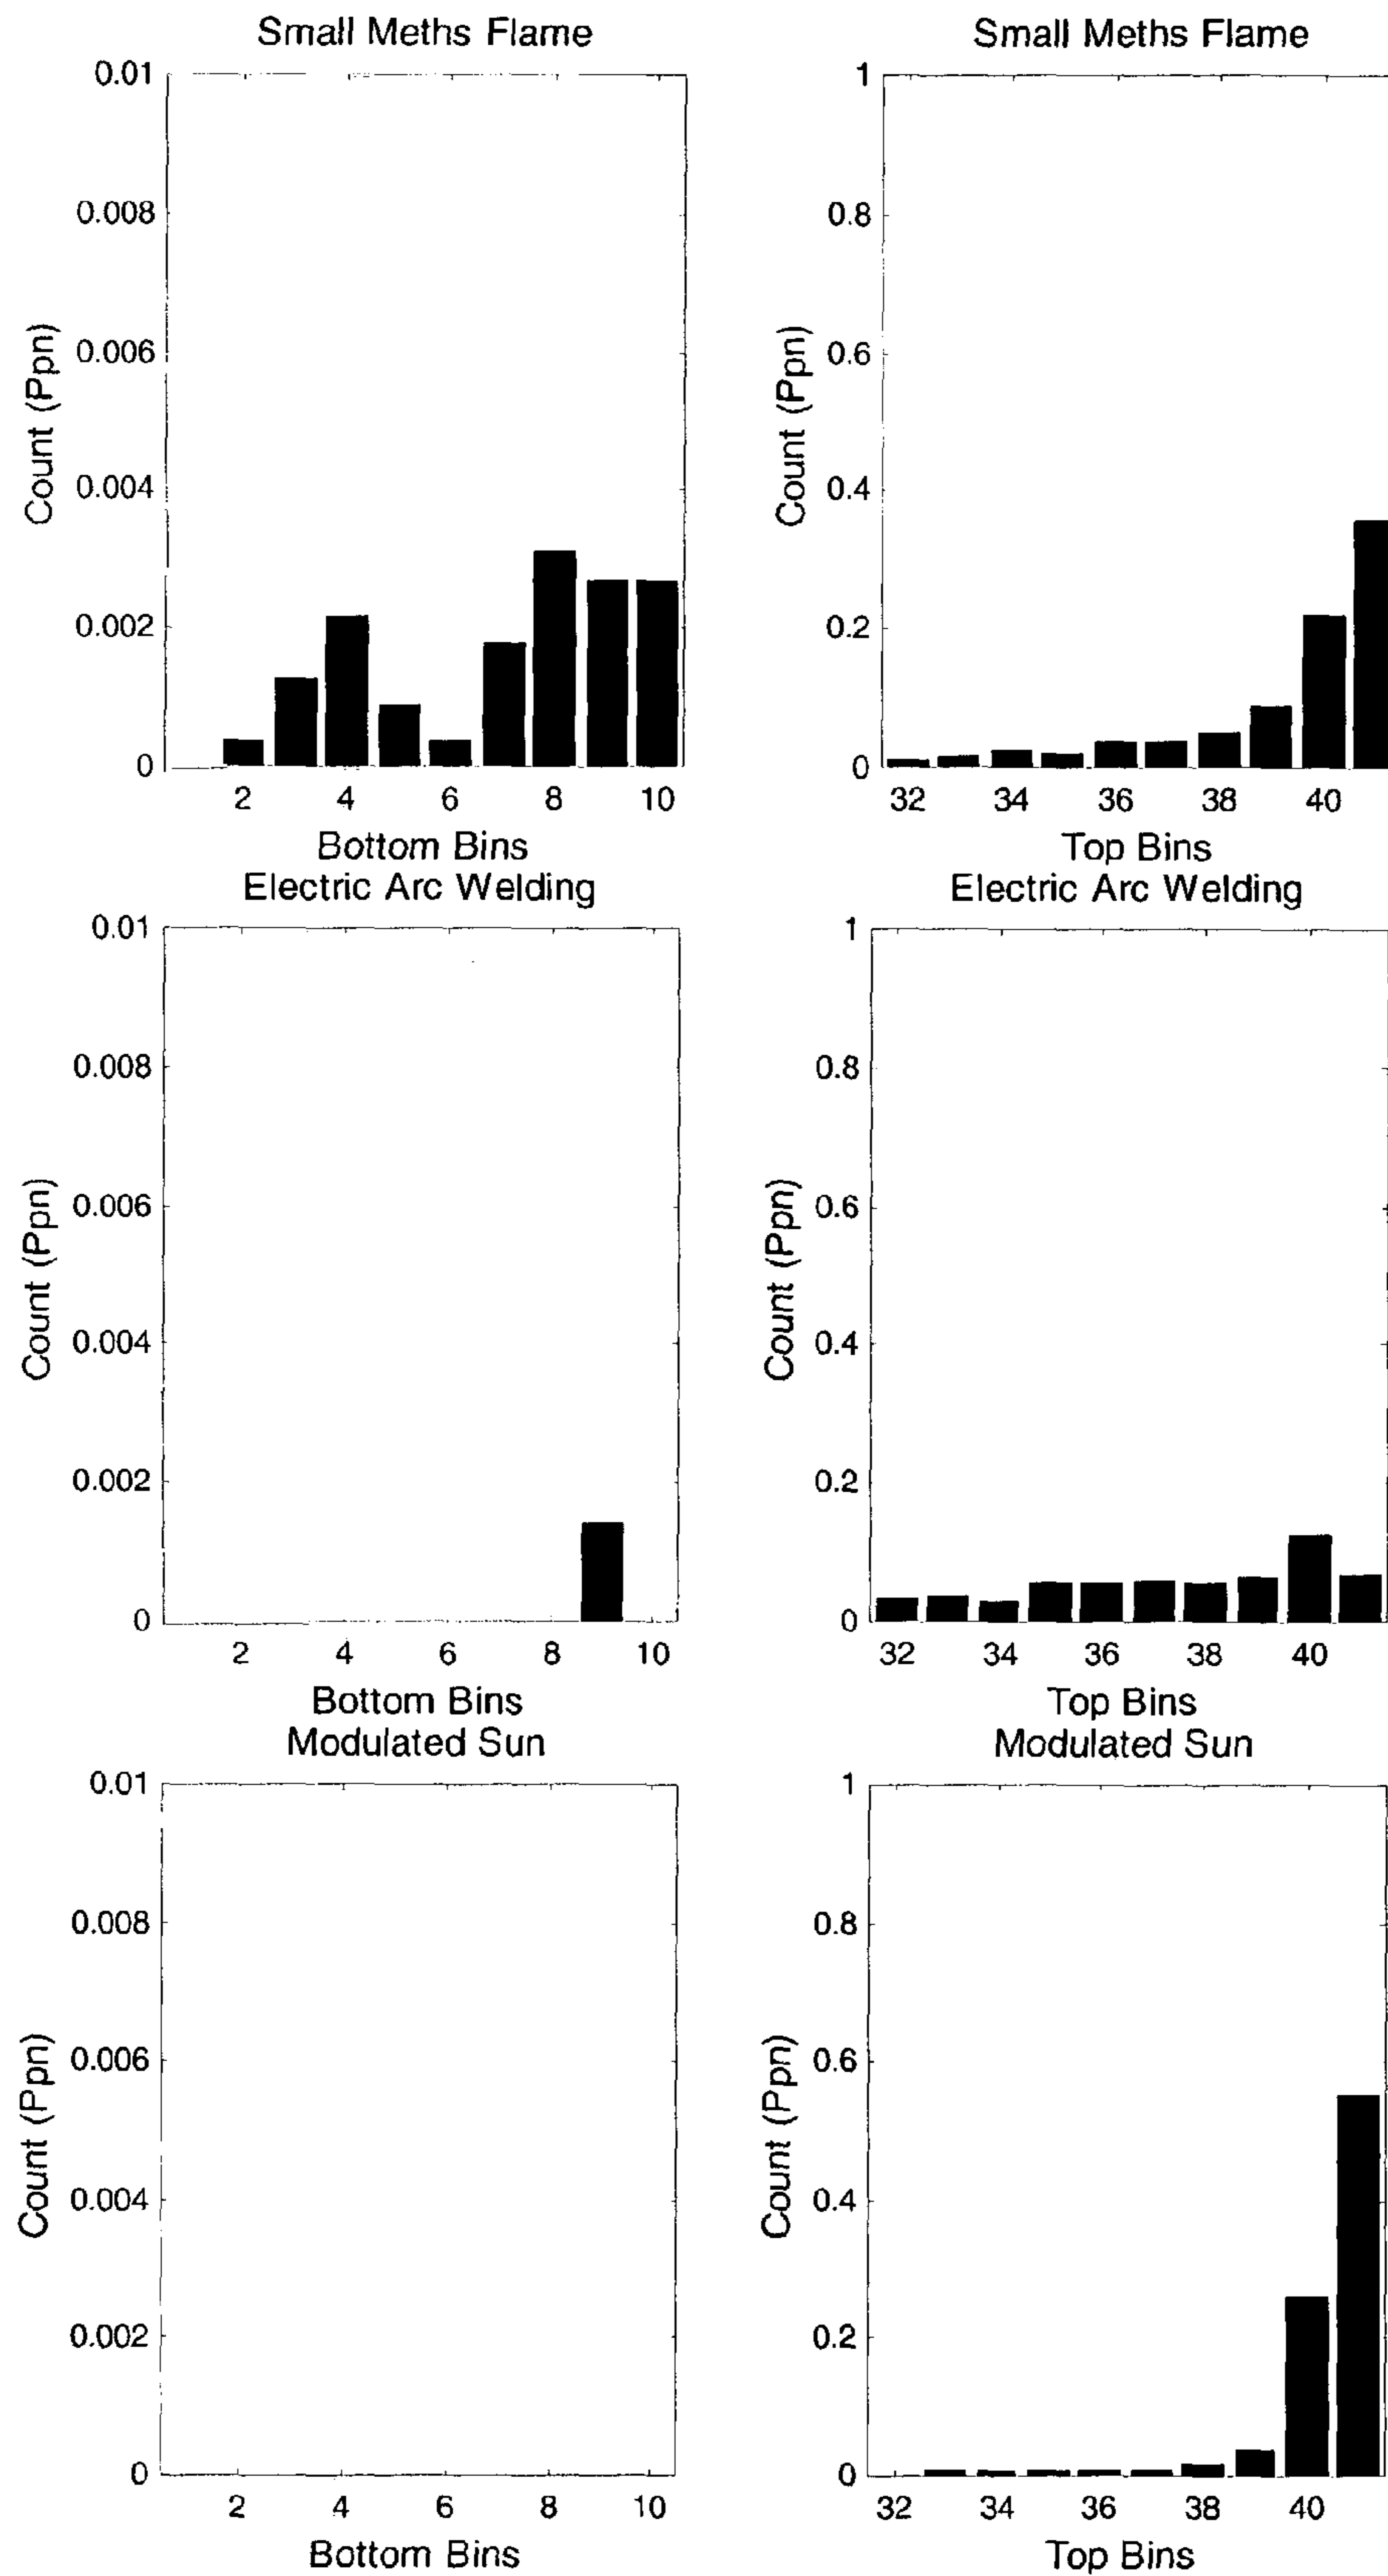 Small Meths Flame
0.01
0.008
0.006
0.004
0.002
0
Count (Ppn)
2 4 6 8 10
Bottom Bins
Small Meths Flame
1
0.8
0.6
0.4
0.2
0
Count (Ppn)
32 34 36 38 40
Top Bins
Electric Arc Welding
0.01
0.008
0.006
0.004
0.002
0
Count (Ppn)
2 4 6 8 10
Bottom Bins
Electric Arc Welding
1
0.8
0.6
0.4
0.2
0
Count (Ppn)
32 34 36 38 40
Top Bins
Modulated Sun
0.01
0.008
0.006
0.004
0.002
0
Count (Ppn)
2 4 6 8 10
Bottom Bins
Modulated Sun
1
0.8
0.6
0.4
0.2
0
Count (Ppn)
32 34 36 38 40
Top Bins